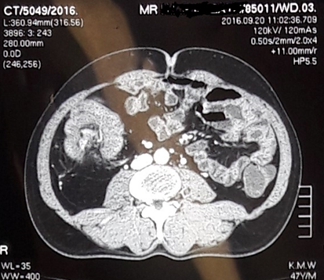 CT/5049/2016.
L:360.94mm(316.56)
3896: 3: 243
280.00mm
0.0D
(246,256)
MR 785011/WD.03.
2016.09.20 11:02:36.709
120kV/ 120mAs
0.50s/2mm/2.0x4
+11.00mm/r
HP5.5
R
WL=35
WW=400
K.M.W
47Y/M